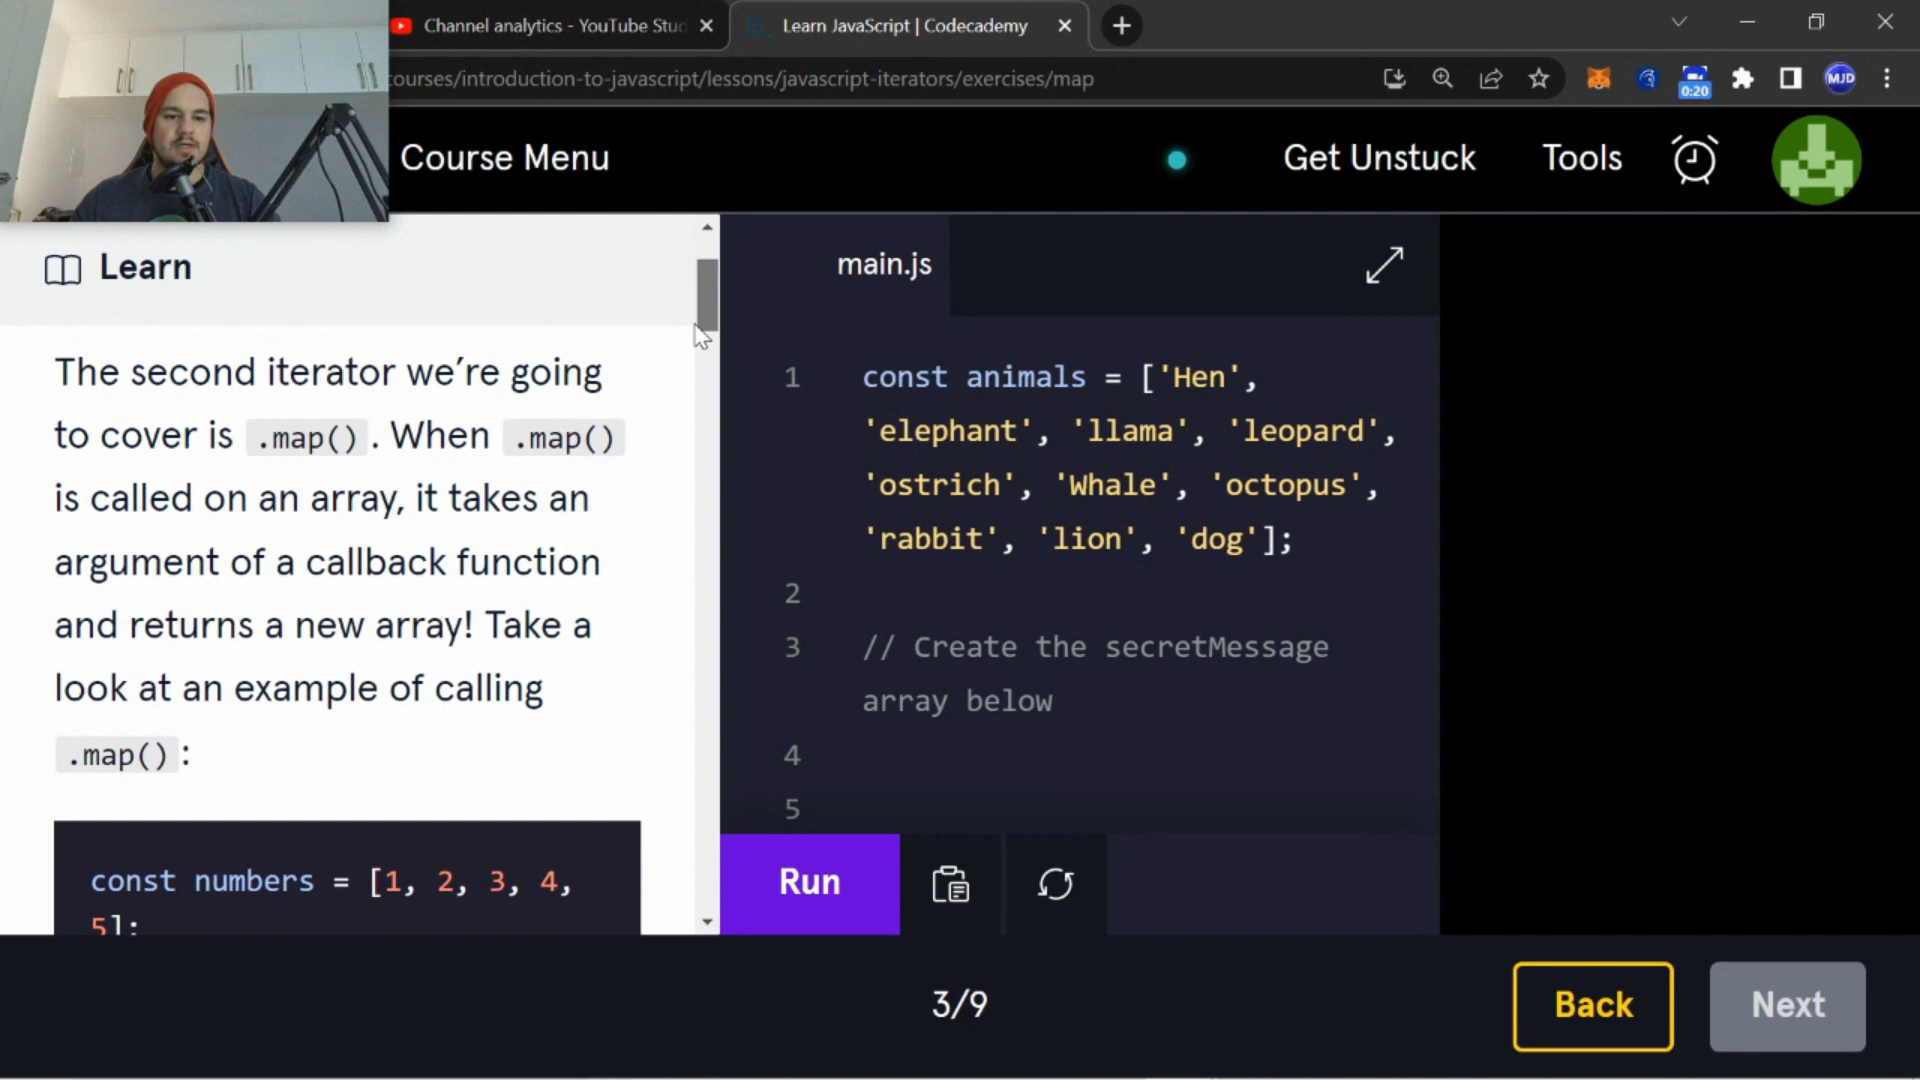 Channel analytics - YouTube Stud
Learn JavaScript | Codecademy
courses/introduction-to-javascript/lessons/javascript-iterators/exercises/map
0:20
MJD
Course Menu
Get Unstuck
Tools
Learn
The second iterator we’re going
to cover is .map(). When .map()
is called on an array, it takes an
argument of a callback function
and returns a new array! Take a
look at an example of calling
.map():
const numbers = [1, 2, 3, 4,
5];
main.js
1 const animals = ['Hen',
'elephant', 'llama', 'leopard',
'ostrich', 'Whale', 'octopus',
'rabbit', 'lion', 'dog'];
2
3 // Create the secretMessage
array below
4
5
Run
3/9
Back
Next